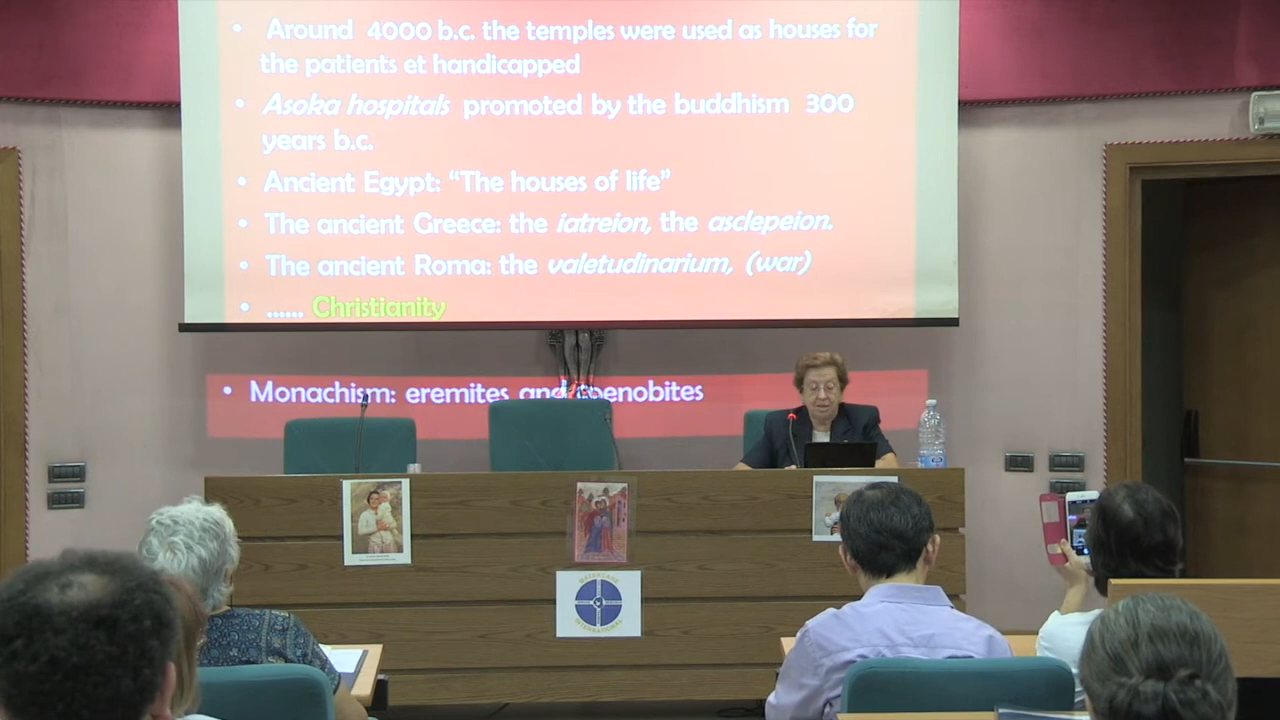 • Around 4000 b.c. the temples were used as houses for
the patients et handicapped
• Asoka hospitals promoted by the buddhism 300
years b.c.
• Ancient Egypt: “The houses of life”
• The ancient Greece: the iatreion, the asclepeion.
• The ancient Roma: the valetudinarium, (war)
• ...... Christianity
• Monachism: eremites and cenobites
MATERCARE
INTERNATIONAL